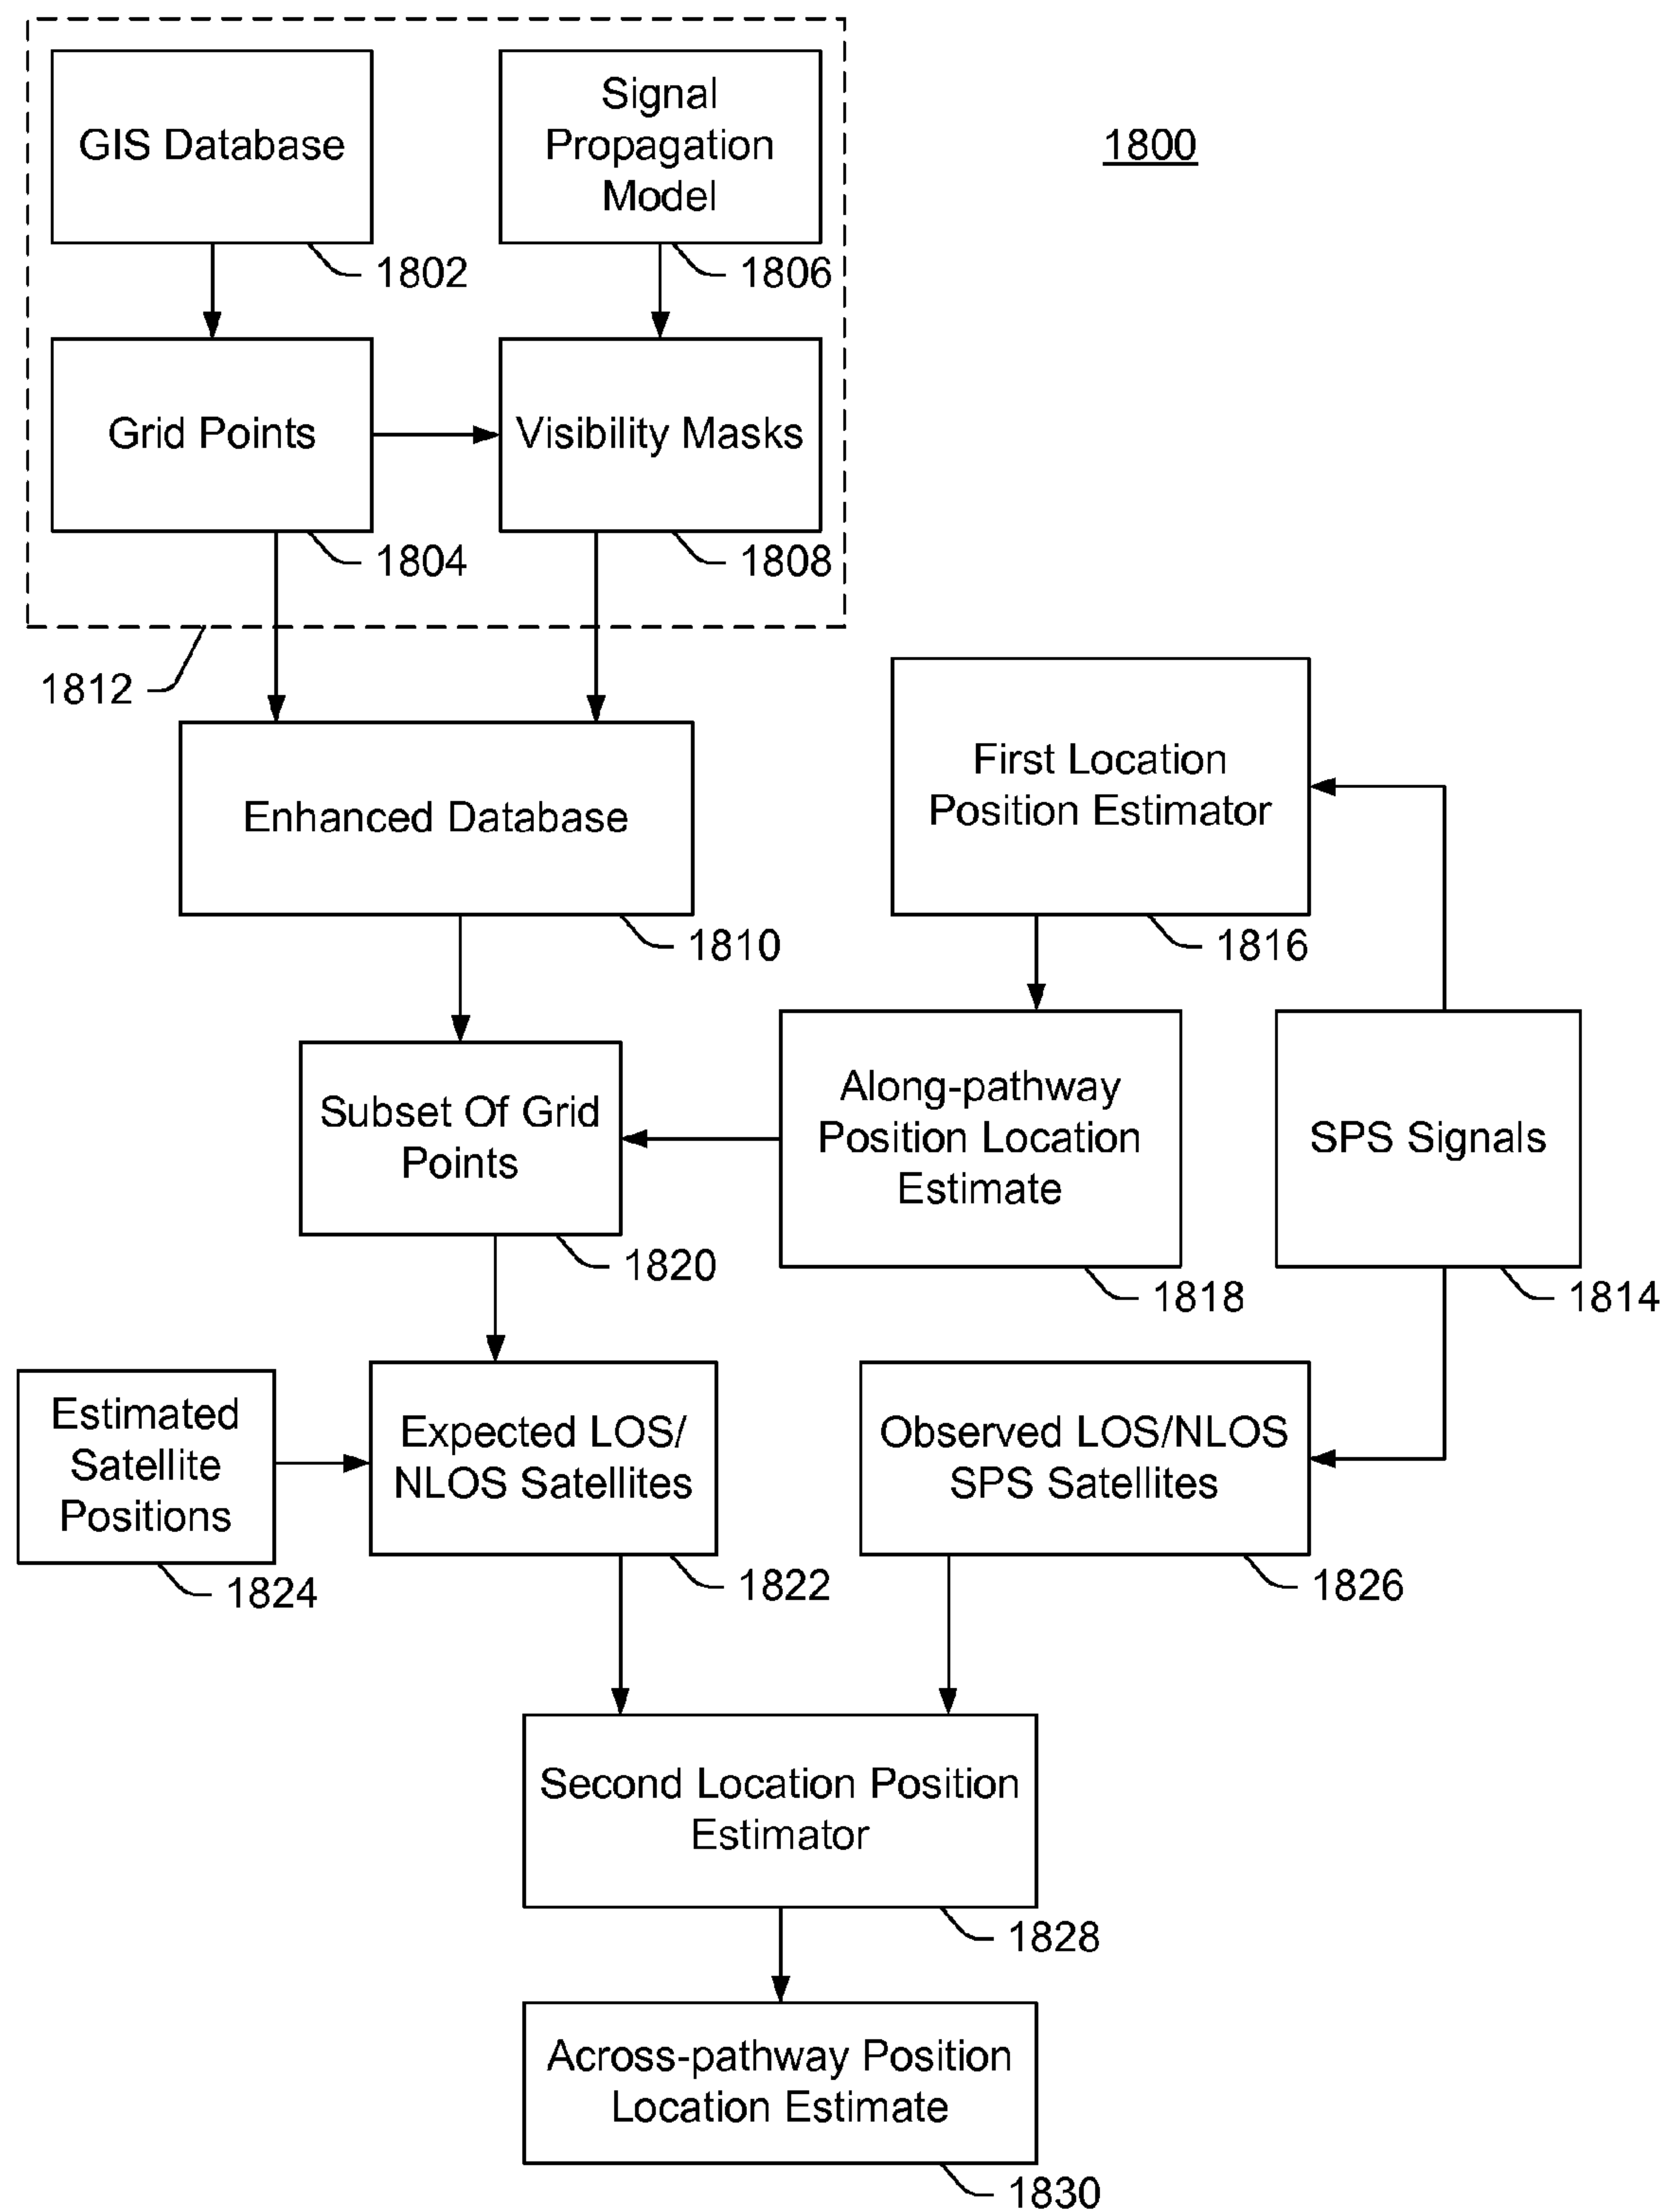 GIS Database
1802
Signal
Propagation
Model
1806
1800
Grid Points
1804
Visibility Masks
1808
1812
Enhanced Database
1810
First Location
Position Estimator
1816
Subset Of Grid
Points
1820
Along-pathway
Position Location
Estimate
1818
SPS Signals
1814
Estimated
Satellite
Positions
1824
Expected LOS/
NLOS Satellites
1822
Observed LOS/NLOS
SPS Satellites
1826
Second Location Position
Estimator
1828
Across-pathway Position
Location Estimate
1830